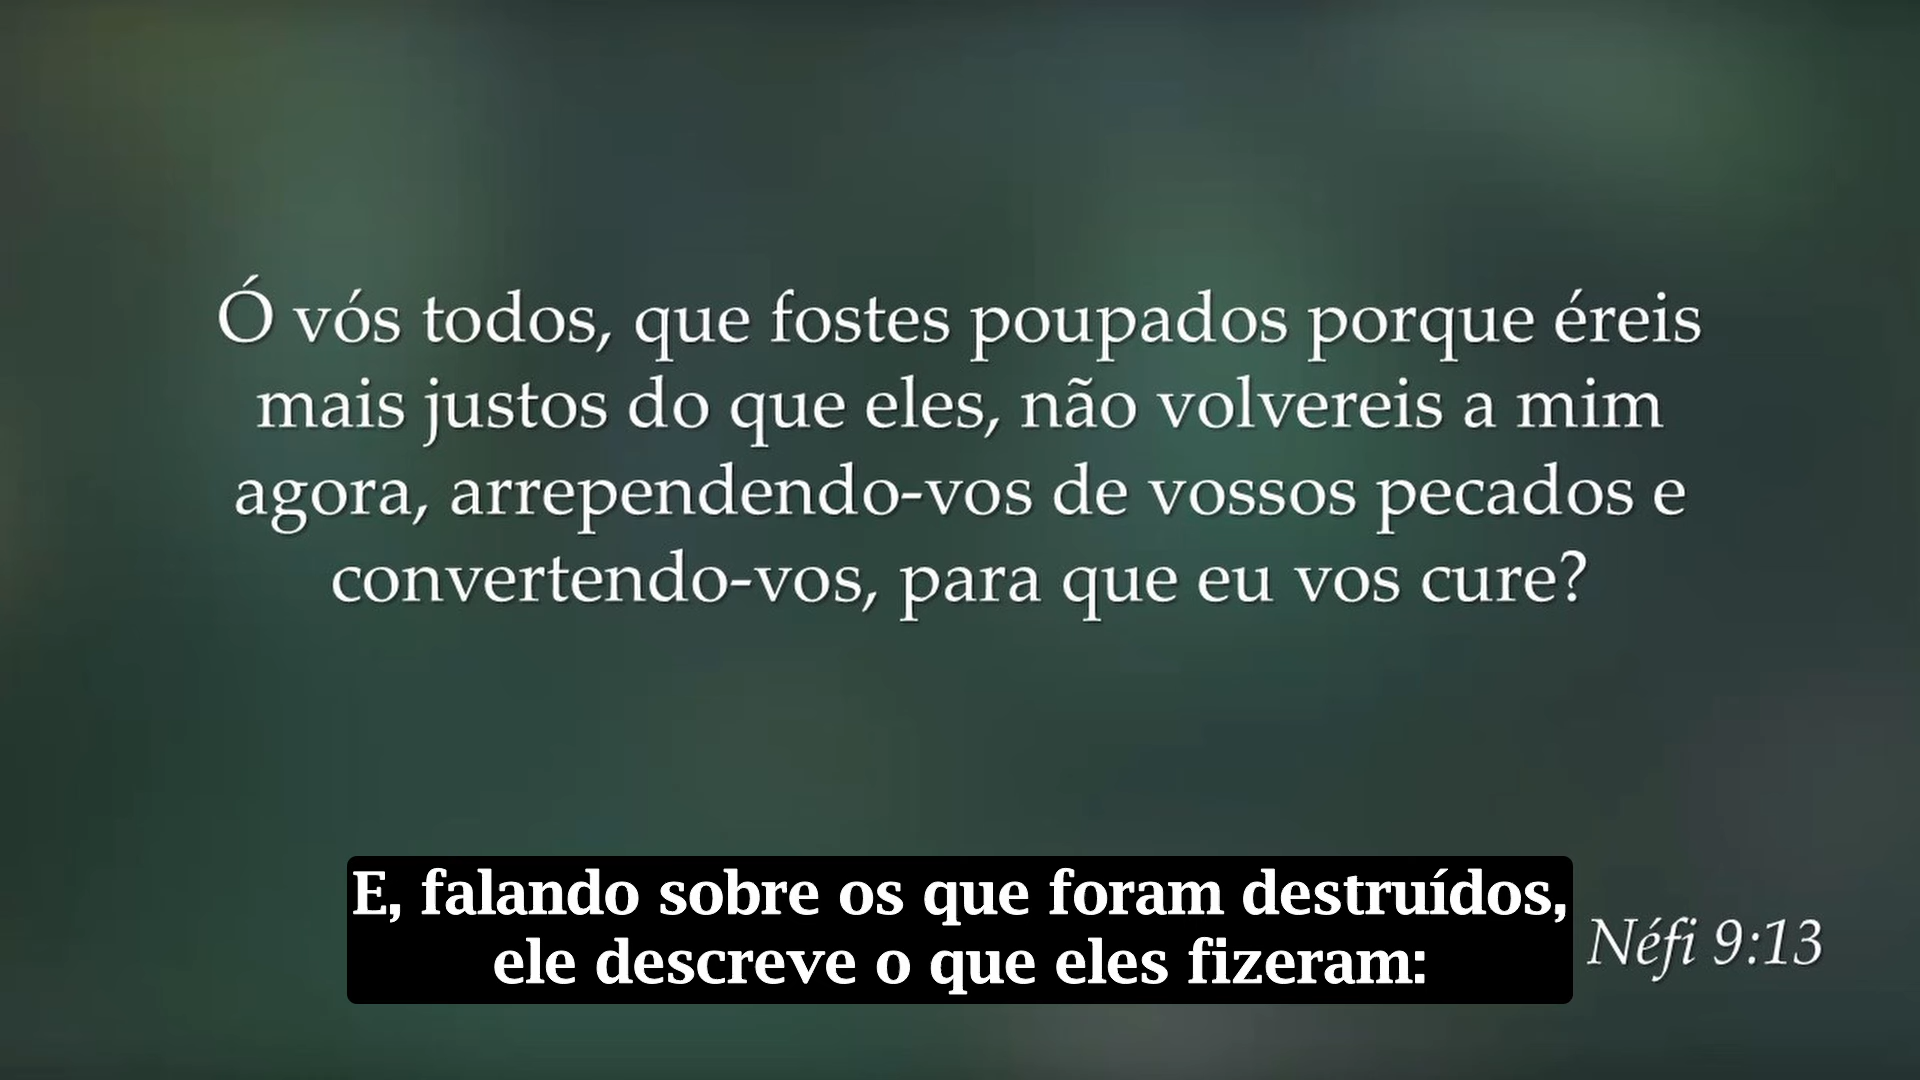 Ó vós todos, que fostes poupados porque éreis
mais justos do que eles, não volvereis a mim
agora, arrependendo-vos de vossos pecados e
convertendo-vos, para que eu vos cure?
E, falando sobre os que foram destruídos,
ele descreve o que eles fizeram:
Néfi 9:13